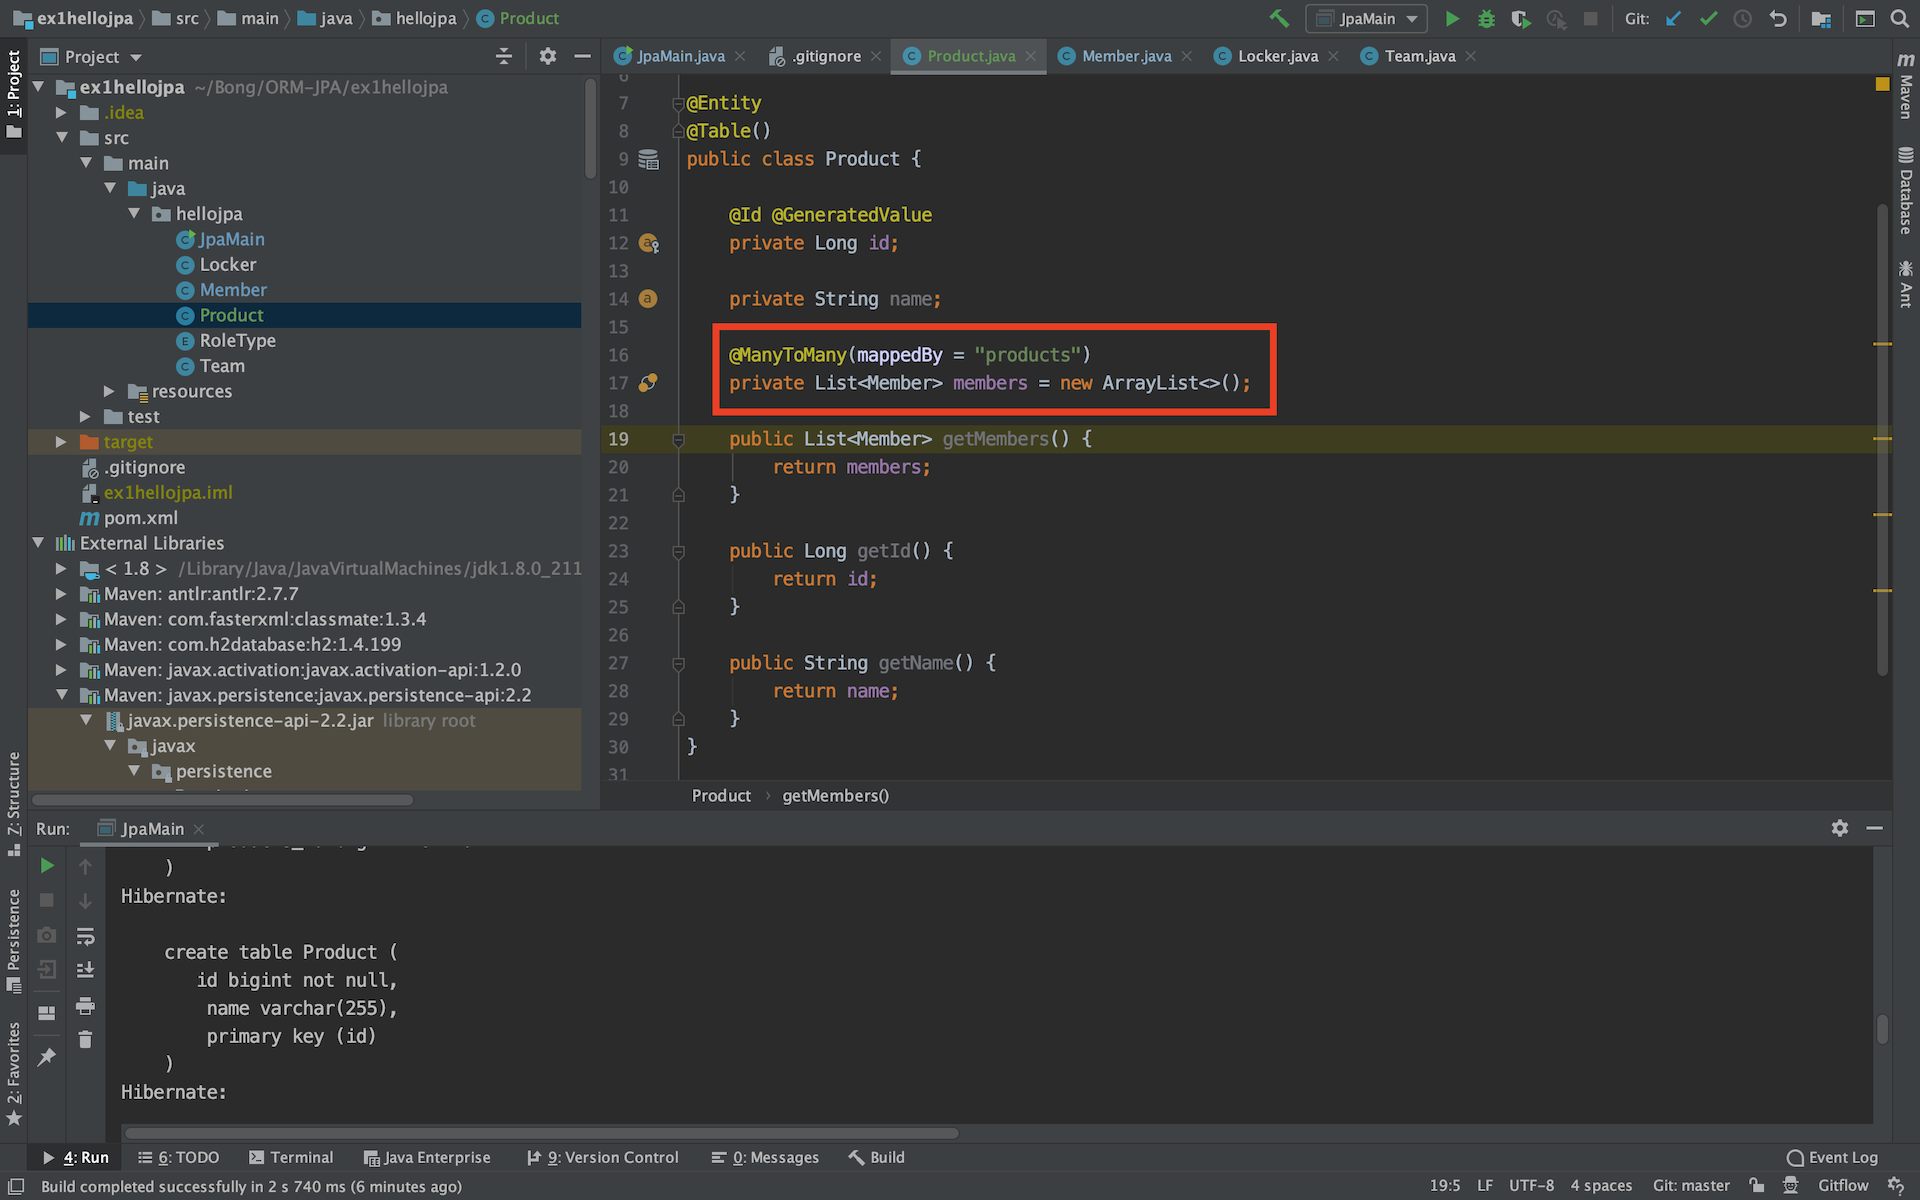 ex1hellojpa src main java hellojpa Product JpaMain Git:
1: Project
Project
ex1hellojpa ~/Bong/ORM-JPA/ex1hellojpa
.idea
src
main
java
hellojpa
JpaMain
Locker
Member
Product
RoleType
Team
resources
test
target
.gitignore
ex1hellojpa.iml
pom.xml
External Libraries
< 1.8 > /Library/Java/JavaVirtualMachines/jdk1.8.0_211
Maven: antlr:antlr:2.7.7
Maven: com.fasterxml:classmate:1.3.4
Maven: com.h2database:h2:1.4.199
Maven: javax.activation:javax.activation-api:1.2.0
Maven: javax.persistence:javax.persistence-api:2.2
javax.persistence-api-2.2.jar library root
javax
persistence
JpaMain.java .gitignore Product.java Member.java Locker.java Team.java
6
7 @Entity
8 @Table()
9 public class Product {
10
11 @Id @GeneratedValue
12 private Long id;
13
14 private String name;
15
16 @ManyToMany(mappedBy = "products")
17 private List<Member> members = new ArrayList<>();
18
19 public List<Member> getMembers() {
20 return members;
21 }
22
23 public Long getId() {
24 return id;
25 }
26
27 public String getName() {
28 return name;
29 }
30 }
31
Product › getMembers()
Maven
Database
Ant
Z: Structure
Persistence
2: Favorites
Run: JpaMain
)
Hibernate:
create table Product (
id bigint not null,
name varchar(255),
primary key (id)
)
Hibernate:
4: Run 6: TODO Terminal Java Enterprise 9: Version Control 0: Messages Build Event Log
Build completed successfully in 2 s 740 ms (6 minutes ago) 19:5 LF UTF-8 4 spaces Git: master Gitflow